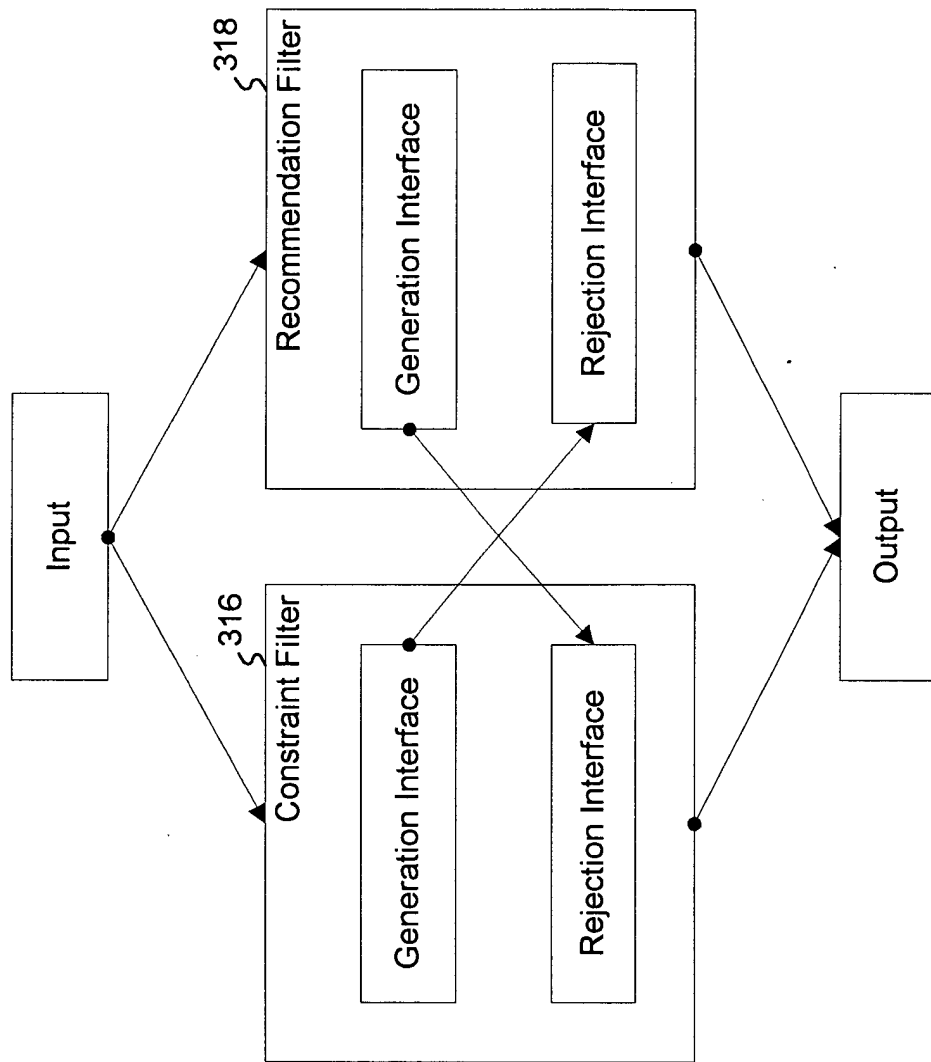 Input
316
Constraint Filter
Generation Interface
Rejection Interface
318
Recommendation Filter
Generation Interface
Rejection Interface
Output